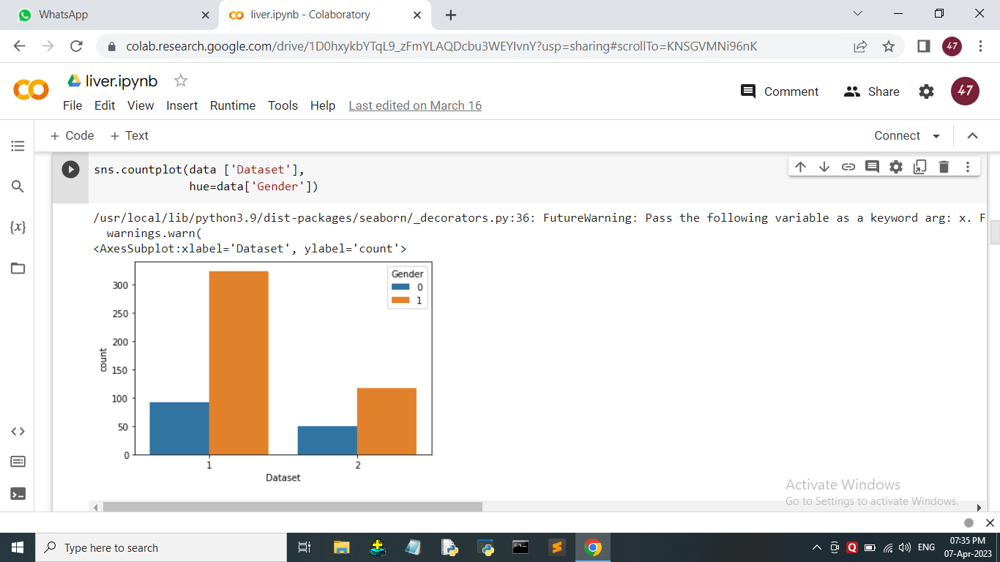 WhatsApp
liver.ipynb - Colaboratory
colab.research.google.com/drive/1D0hxykbYTqL9_zFmYLAQDcbu3WEYIvnY?usp=sharing#scrollTo=KNSGVMNi96nK
47
liver.ipynb
File Edit View Insert Runtime Tools Help Last edited on March 16
Comment Share 47
+ Code + Text Connect
sns.countplot(data ['Dataset'],
hue=data['Gender'])
/usr/local/lib/python3.9/dist-packages/seaborn/_decorators.py:36: FutureWarning: Pass the following variable as a keyword arg: x. F
warnings.warn(
<AxesSubplot:xlabel='Dataset', ylabel='count'>
{x}
Gender
0
1
300
250
200
150
100
50
0
count
1 2
Dataset
Activate Windows
Go to Settings to activate Windows.
Type here to search
ENG
07:35 PM
07-Apr-2023